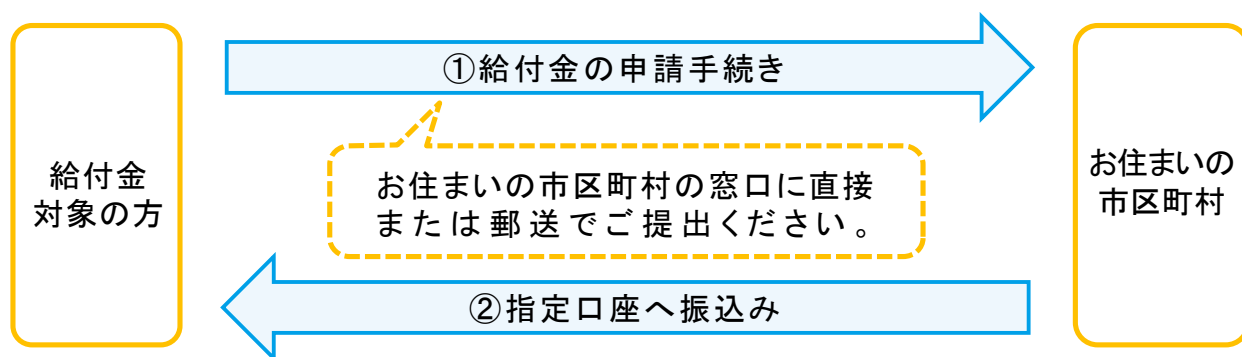 給付金
対象の方
①給付金の申請手続き
お住まいの市区町村の窓口に直接
または郵送でご提出ください。
②指定口座へ振込み
お住まいの
市区町村